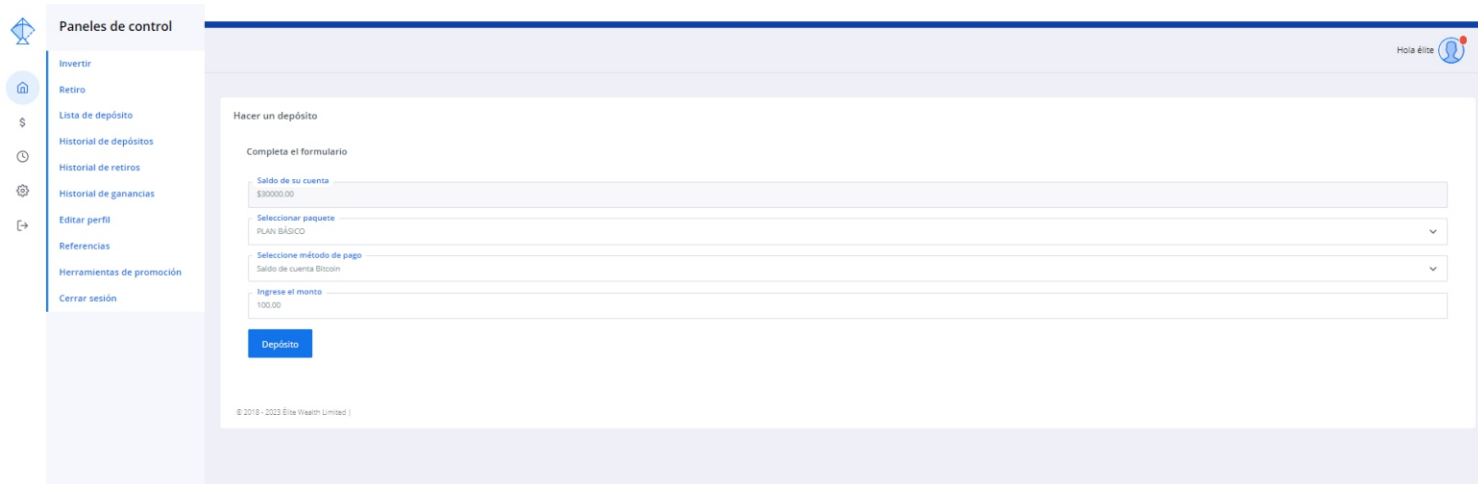 Paneles de control
Invertir
Retiro
Lista de depósito
Historial de depósitos
Historial de retiros
Historial de ganancias
Editar perfil
Referencias
Herramientas de promoción
Cerrar sesión
Hola élite
Hacer un depósito
Completa el formulario
Saldo de su cuenta
$30000.00
Seleccionar paquete
PLAN BÁSICO
Seleccione método de pago
Saldo de cuenta Bitcoin
Ingrese el monto
100.00
Depósito
© 2018 - 2023 Élite Wealth Limited |